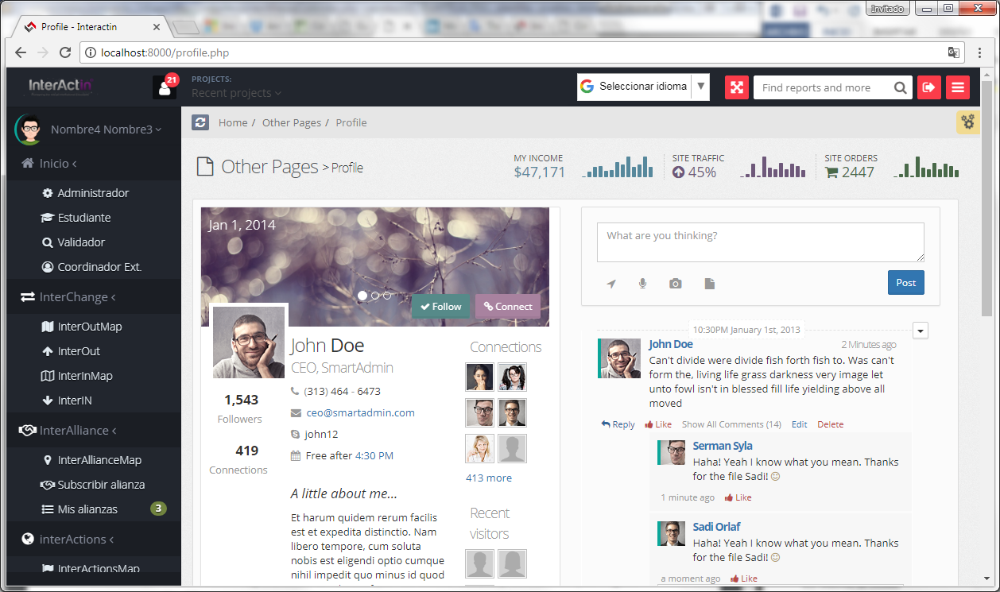 Invitado
Profile - Interactin
localhost:8000/profile.php
InterActin
21
PROJECTS:
Recent projects
Seleccionar idioma
Find reports and more
Nombre4 Nombre3
Home / Other Pages / Profile
Inicio
Administrador
Estudiante
Validador
Coordinador Ext.
InterChange
InterOutMap
InterOut
InterInMap
InterIN
InterAlliance
InterAllianceMap
Subscribir alianza
Mis alianzas 3
interActions
InterActionsMap
Other Pages > Profile
MY INCOME
$47,171
SITE TRAFFIC
45%
SITE ORDERS
2447
Jan 1, 2014
Follow
Connect
John Doe
CEO, SmartAdmin
(313) 464 - 6473
ceo@smartadmin.com
john12
Free after 4:30 PM
1,543
Followers
419
Connections
A little about me...
Et harum quidem rerum facilis
est et expedita distinctio. Nam
libero tempore, cum soluta
nobis est eligendi optio cumque
nihil impedit quo minus id quod
Connections
413 more
Recent
visitors
What are you thinking?
Post
10:30PM January 1st, 2013
John Doe
2 Minutes ago
Can't divide were divide fish forth fish to. Was can't
form the, living life grass darkness very image let
unto fowl isn't in blessed fill life yielding above all
moved
Reply Like Show All Comments (14) Edit Delete
Serman Syla
Haha! Yeah I know what you mean. Thanks
for the file Sadi!
1 minute ago Like
Sadi Orlaf
Haha! Yeah I know what you mean. Thanks
for the file Sadi!
a moment ago Like